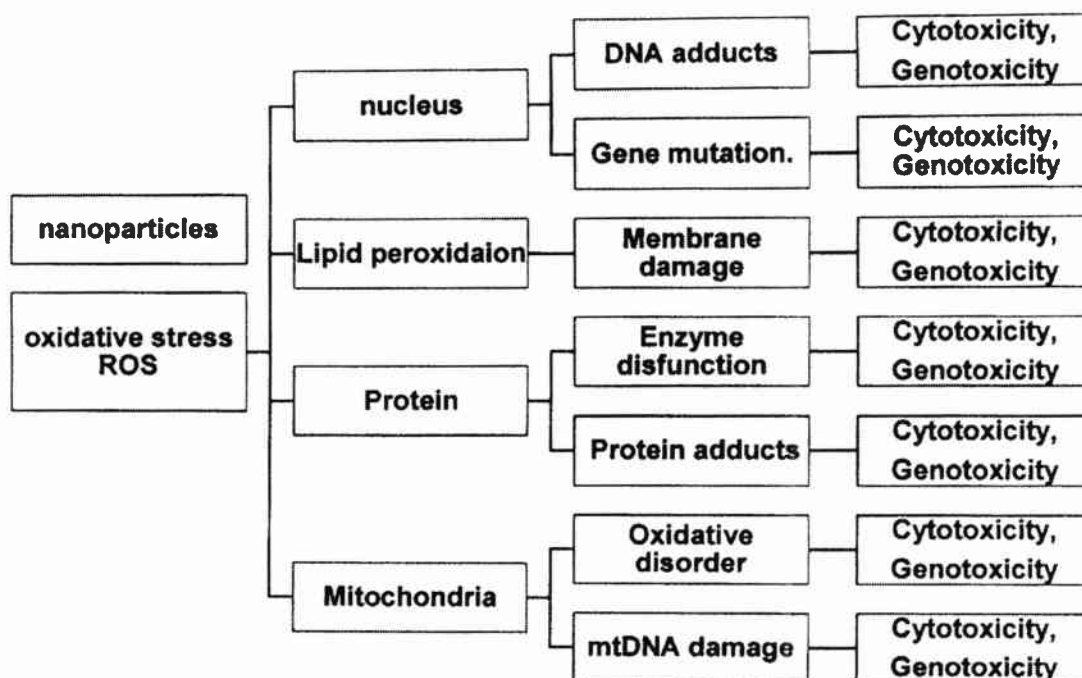 nanoparticles
oxidative stress
ROS
nucleus
Lipid peroxidaion
Protein
Mitochondria
DNA adducts
Gene mutation.
Membrane
damage
Enzyme
disfunction
Protein adducts
Oxidative
disorder
mtDNA damage
Cytotoxicity,
Genotoxicity
Cytotoxicity,
Genotoxicity
Cytotoxicity,
Genotoxicity
Cytotoxicity,
Genotoxicity
Cytotoxicity,
Genotoxicity
Cytotoxicity,
Genotoxicity
Cytotoxicity,
Genotoxicity